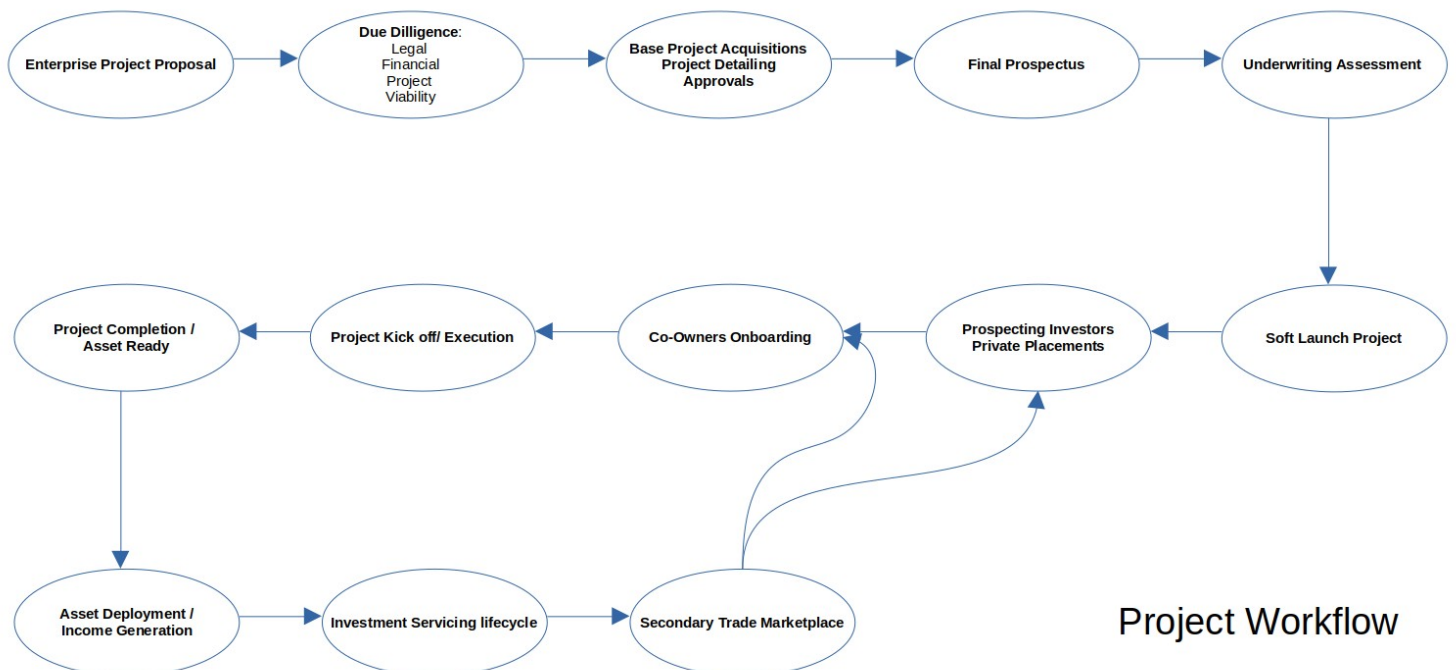 Enterprise Project Proposal
Due Dilligence:
Legal
Financial
Project
Viability
Base Project Acquisitions
Project Detailing
Approvals
Final Prospectus
Underwriting Assessment
Soft Launch Project
Prospecting Investors
Private Placements
Co-Owners Onboarding
Project Kick off/ Execution
Project Completion /
Asset Ready
Asset Deployment /
Income Generation
Investment Servicing lifecycle
Secondary Trade Marketplace
Project Workflow